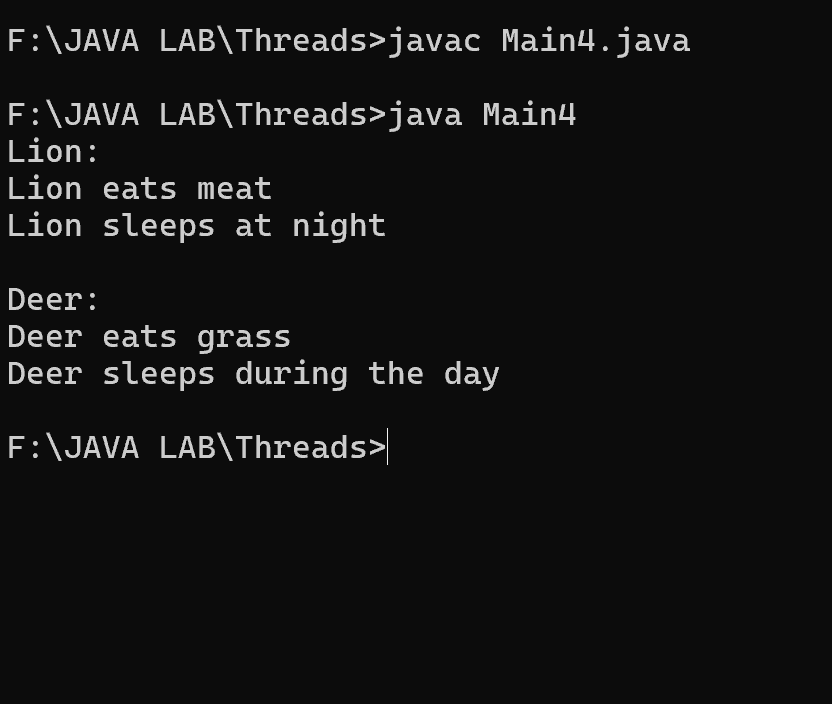 F:\JAVA LAB\Threads>javac Main4.java
F:\JAVA LAB\Threads>java Main4
Lion:
Lion eats meat
Lion sleeps at night
Deer:
Deer eats grass
Deer sleeps during the day
F:\JAVA LAB\Threads>